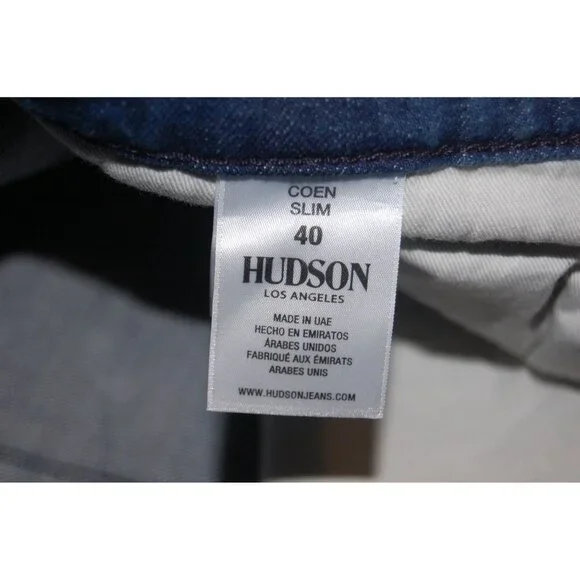 COEN
SLIM
40
HUDSON
LOS ANGELES
MADE IN UAE
HECHO EN EMIRATOS
ÁRABES UNIDOS
FABRIQUÉ AUX ÉMIRATS
ARABES UNIS
WWW.HUDSONJEANS.COM